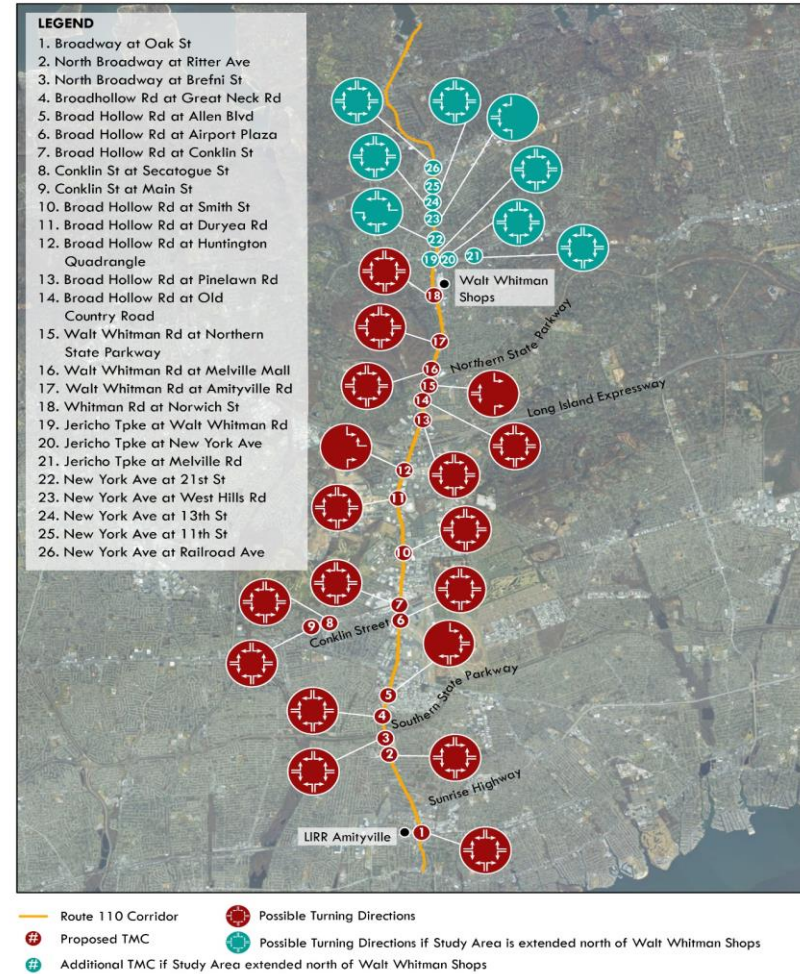 LEGEND
1. Broadway at Oak St
2. North Broadway at Ritter Ave
3. North Broadway at Brefni St
4. Broadhollow Rd at Great Neck Rd
5. Broad Hollow Rd at Allen Blvd
6. Broad Hollow Rd at Airport Plaza
7. Broad Hollow Rd at Conklin St
8. Conklin St at Secatogue St
9. Conklin St at Main St
10. Broad Hollow Rd at Smith St
11. Broad Hollow Rd at Duryea Rd
12. Broad Hollow Rd at Huntington
Quadrangle
13. Broad Hollow Rd at Pinelawn Rd
14. Broad Hollow Rd at Old
Country Road
15. Walt Whitman Rd at Northern
State Parkway
16. Walt Whitman Rd at Melville Mall
17. Walt Whitman Rd at Amityville Rd
18. Whitman Rd at Norwich St
19. Jericho Tpke at Walt Whitman Rd
20. Jericho Tpke at New York Ave
21. Jericho Tpke at Melville Rd
22. New York Ave at 21st St
23. New York Ave at West Hills Rd
24. New York Ave at 13th St
25. New York Ave at 11th St
26. New York Ave at Railroad Ave
26
25
24
23
22
19 20 21
Walt Whitman
Shops
18
17
Northern State Parkway
16
15
Long Island Expressway
14
13
12
11
10
7
6
Conklin Street
9 8
5
Southern State Parkway
4
3
2
Sunrise Highway
LIRR Amityville
1
Route 110 Corridor
Possible Turning Directions
# Proposed TMC
Possible Turning Directions if Study Area is extended north of Walt Whitman Shops
# Additional TMC if Study Area extended north of Walt Whitman Shops